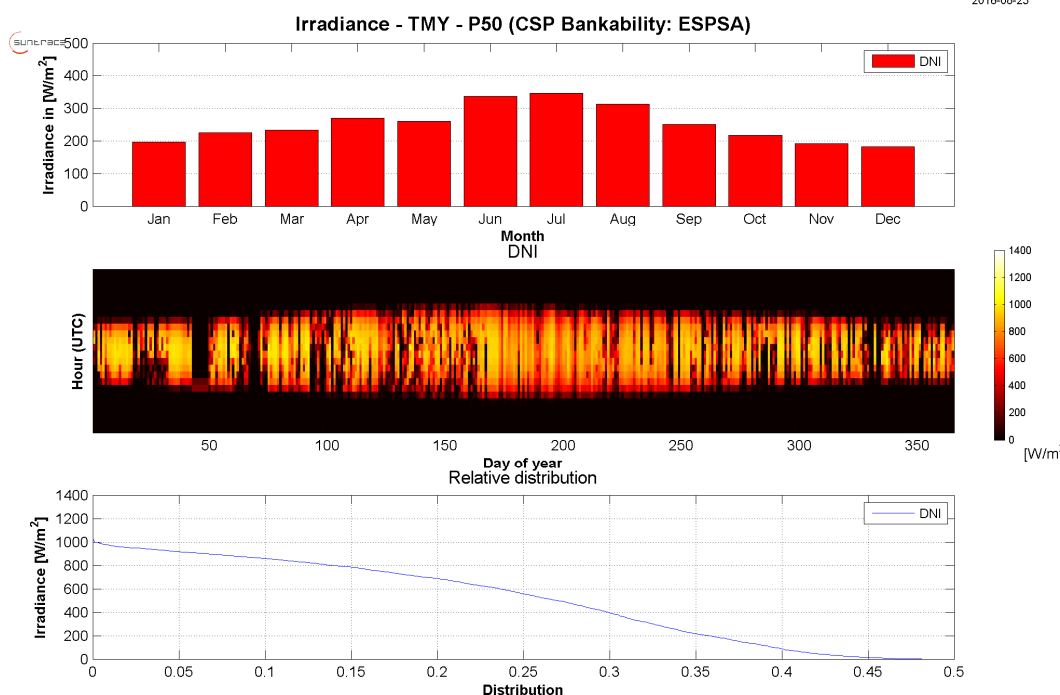 2016-08-23
Irradiance - TMY - P50 (CSP Bankability: ESPSA)
suntrace
Irradiance in [W/m²]
500
400
300
200
100
0
DNI
Jan Feb Mar Apr May Jun Jul Aug Sep Oct Nov Dec
Month
DNI
Hour (UTC)
50 100 150 200 250 300 350
Day of year
1400
1200
1000
800
600
400
200
0
[W/m
Relative distribution
Irradiance [W/m²]
1400
1200
1000
800
600
400
200
0
DNI
0 0.05 0.1 0.15 0.2 0.25 0.3 0.35 0.4 0.45 0.5
Distribution